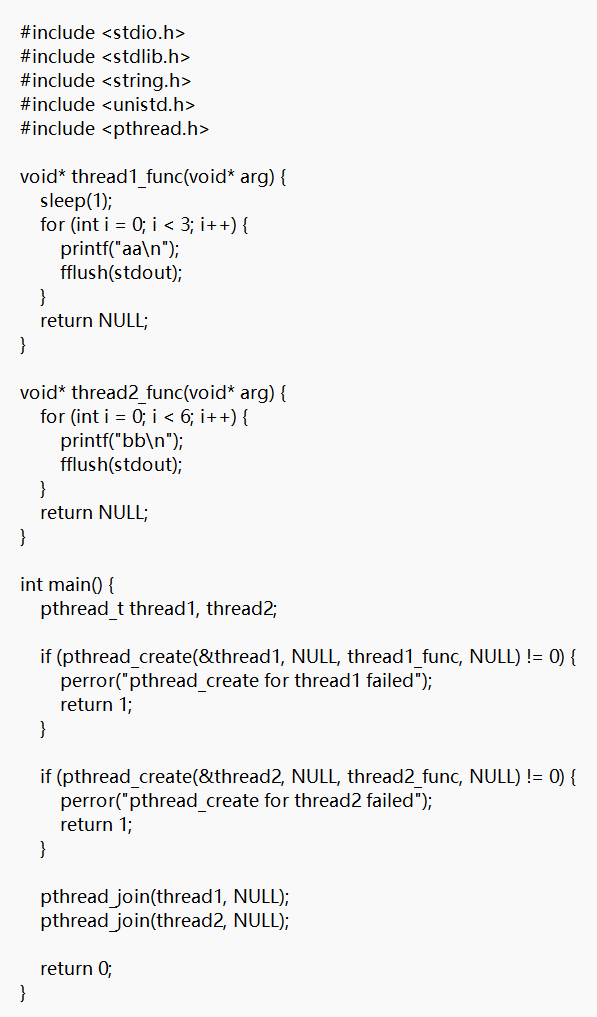 #include <stdio.h>
#include <stdlib.h>
#include <string.h>
#include <unistd.h>
#include <pthread.h>

void* thread1_func(void* arg) {
    sleep(1);
    for (int i = 0; i < 3; i++) {
        printf("aa\n");
        fflush(stdout);
    }
    return NULL;
}

void* thread2_func(void* arg) {
    for (int i = 0; i < 6; i++) {
        printf("bb\n");
        fflush(stdout);
    }
    return NULL;
}

int main() {
    pthread_t thread1, thread2;

    if (pthread_create(&thread1, NULL, thread1_func, NULL) != 0) {
        perror("pthread_create for thread1 failed");
        return 1;
    }

    if (pthread_create(&thread2, NULL, thread2_func, NULL) != 0) {
        perror("pthread_create for thread2 failed");
        return 1;
    }

    pthread_join(thread1, NULL);
    pthread_join(thread2, NULL);

    return 0;
}